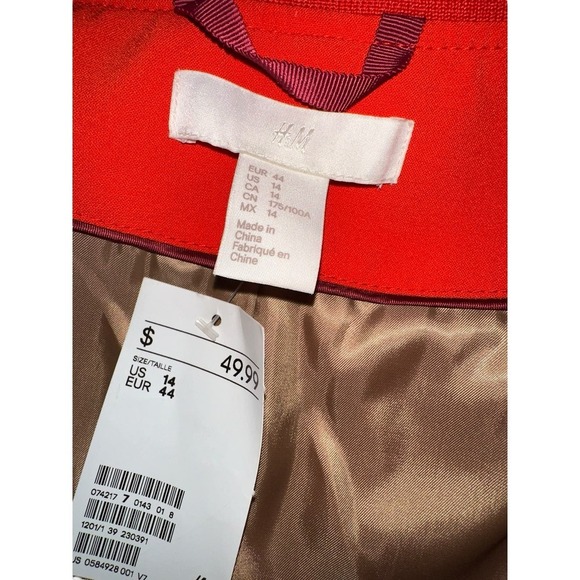 H&M
EUR 44
US 14
CA 14
CN 175/100A
MX 14
Made in
China
Fabriqué en
Chine
$ 49.99
SIZE/TAILLE
US 14
EUR 44
074217 7 0143 01 8
1201/1 39 230391
US 0584928 001 V7